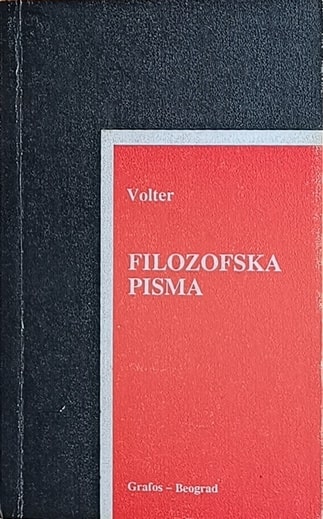 Volter
FILOZOFSKA
PISMA
Grafos – Beograd